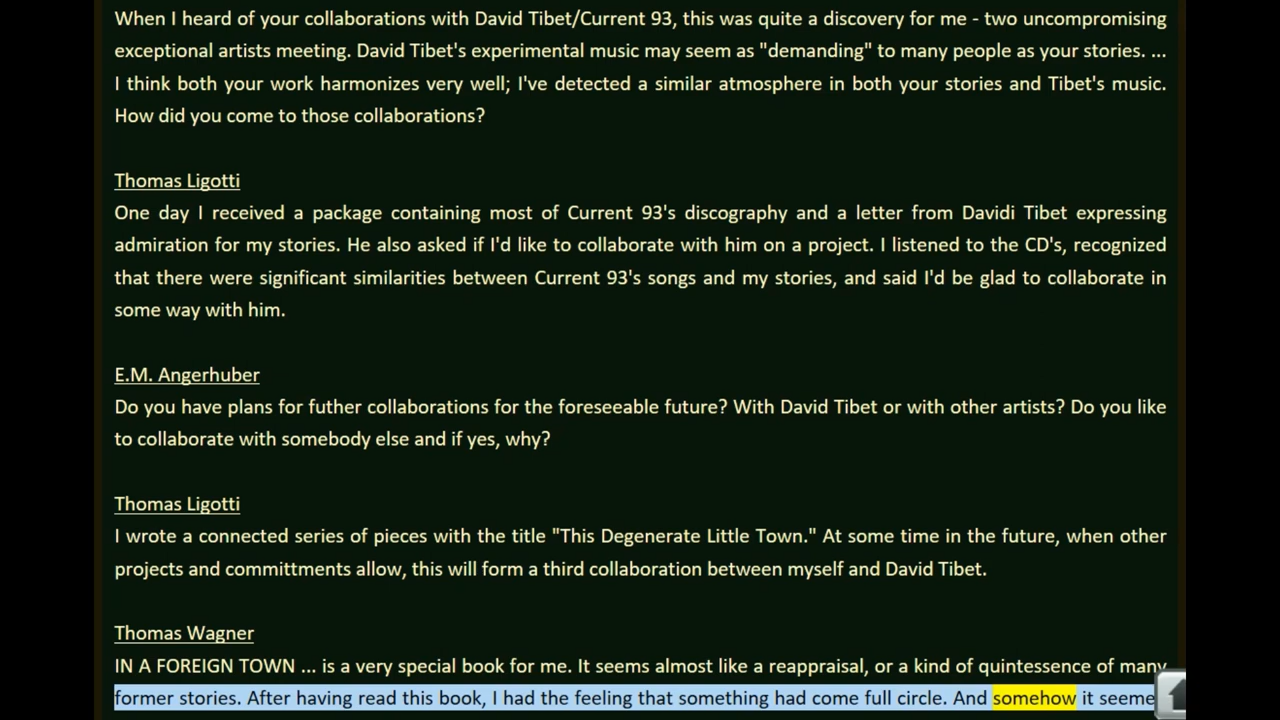 When I heard of your collaborations with David Tibet/Current 93, this was quite a discovery for me - two uncompromising
exceptional artists meeting. David Tibet's experimental music may seem as "demanding" to many people as your stories. ...
I think both your work harmonizes very well; I've detected a similar atmosphere in both your stories and Tibet's music.
How did you come to those collaborations?
Thomas Ligotti
One day I received a package containing most of Current 93's discography and a letter from Davidi Tibet expressing
admiration for my stories. He also asked if I'd like to collaborate with him on a project. I listened to the CD's, recognized
that there were significant similarities between Current 93's songs and my stories, and said I'd be glad to collaborate in
some way with him.
E.M. Angerhuber
Do you have plans for futher collaborations for the foreseeable future? With David Tibet or with other artists? Do you like
to collaborate with somebody else and if yes, why?
Thomas Ligotti
I wrote a connected series of pieces with the title "This Degenerate Little Town." At some time in the future, when other
projects and committments allow, this will form a third collaboration between myself and David Tibet.
Thomas Wagner
IN A FOREIGN TOWN ... is a very special book for me. It seems almost like a reappraisal, or a kind of quintessence of many
former stories. After having read this book, I had the feeling that something had come full circle. And somehow it seeme